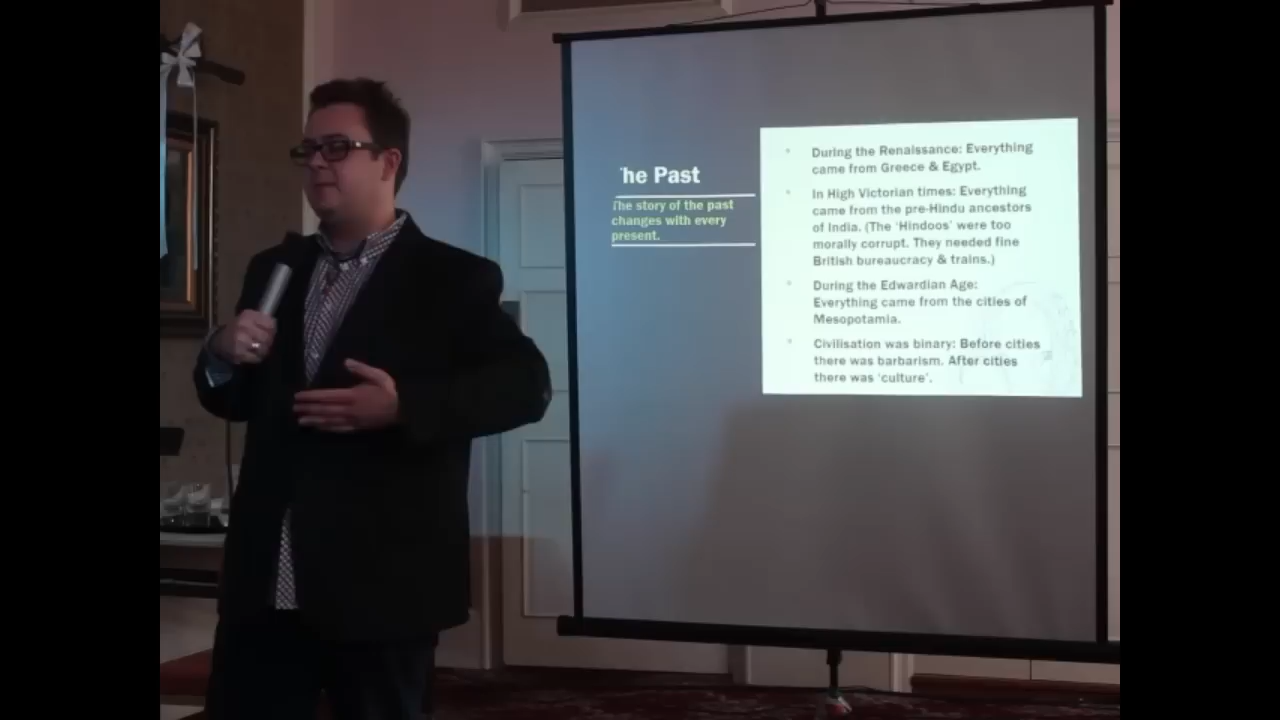 The Past
The story of the past
changes with every
present.
During the Renaissance: Everything
came from Greece & Egypt.
In High Victorian times: Everything
came from the pre-Hindu ancestors
of India. (The ‘Hindoos’ were too
morally corrupt. They needed fine
British bureaucracy & trains.)
During the Edwardian Age:
Everything came from the cities of
Mesopotamia.
Civilisation was binary: Before cities
there was barbarism. After cities
there was ‘culture’.